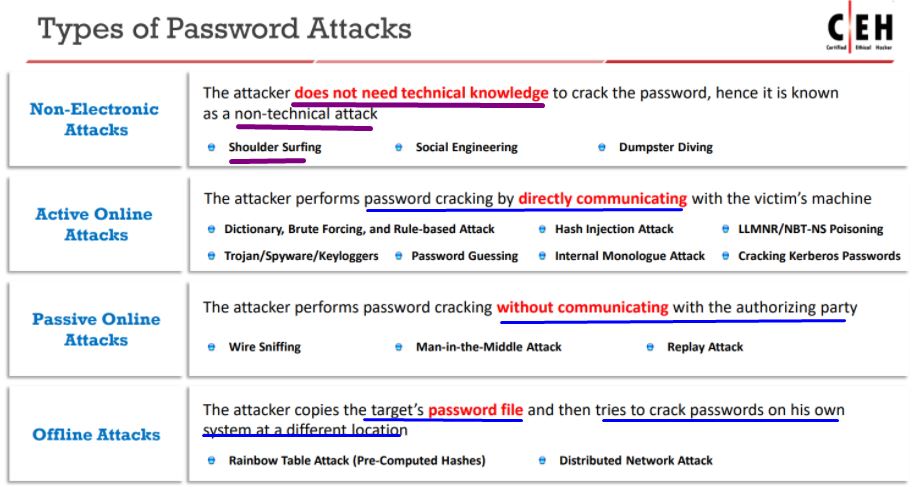 Types of Password Attacks
C EH
Certified Ethical Hacker
Non-Electronic
Attacks
The attacker does not need technical knowledge to crack the password, hence it is known
as a non-technical attack
Shoulder Surfing
Social Engineering
Dumpster Diving
Active Online
Attacks
The attacker performs password cracking by directly communicating with the victim's machine
Dictionary, Brute Forcing, and Rule-based Attack
Hash Injection Attack
LLMNR/NBT-NS Poisoning
Trojan/Spyware/Keyloggers
Password Guessing
Internal Monologue Attack
Cracking Kerberos Passwords
Passive Online
Attacks
The attacker performs password cracking without communicating with the authorizing party
Wire Sniffing
Man-in-the-Middle Attack
Replay Attack
Offline Attacks
The attacker copies the target's password file and then tries to crack passwords on his own
system at a different location
Rainbow Table Attack (Pre-Computed Hashes)
Distributed Network Attack